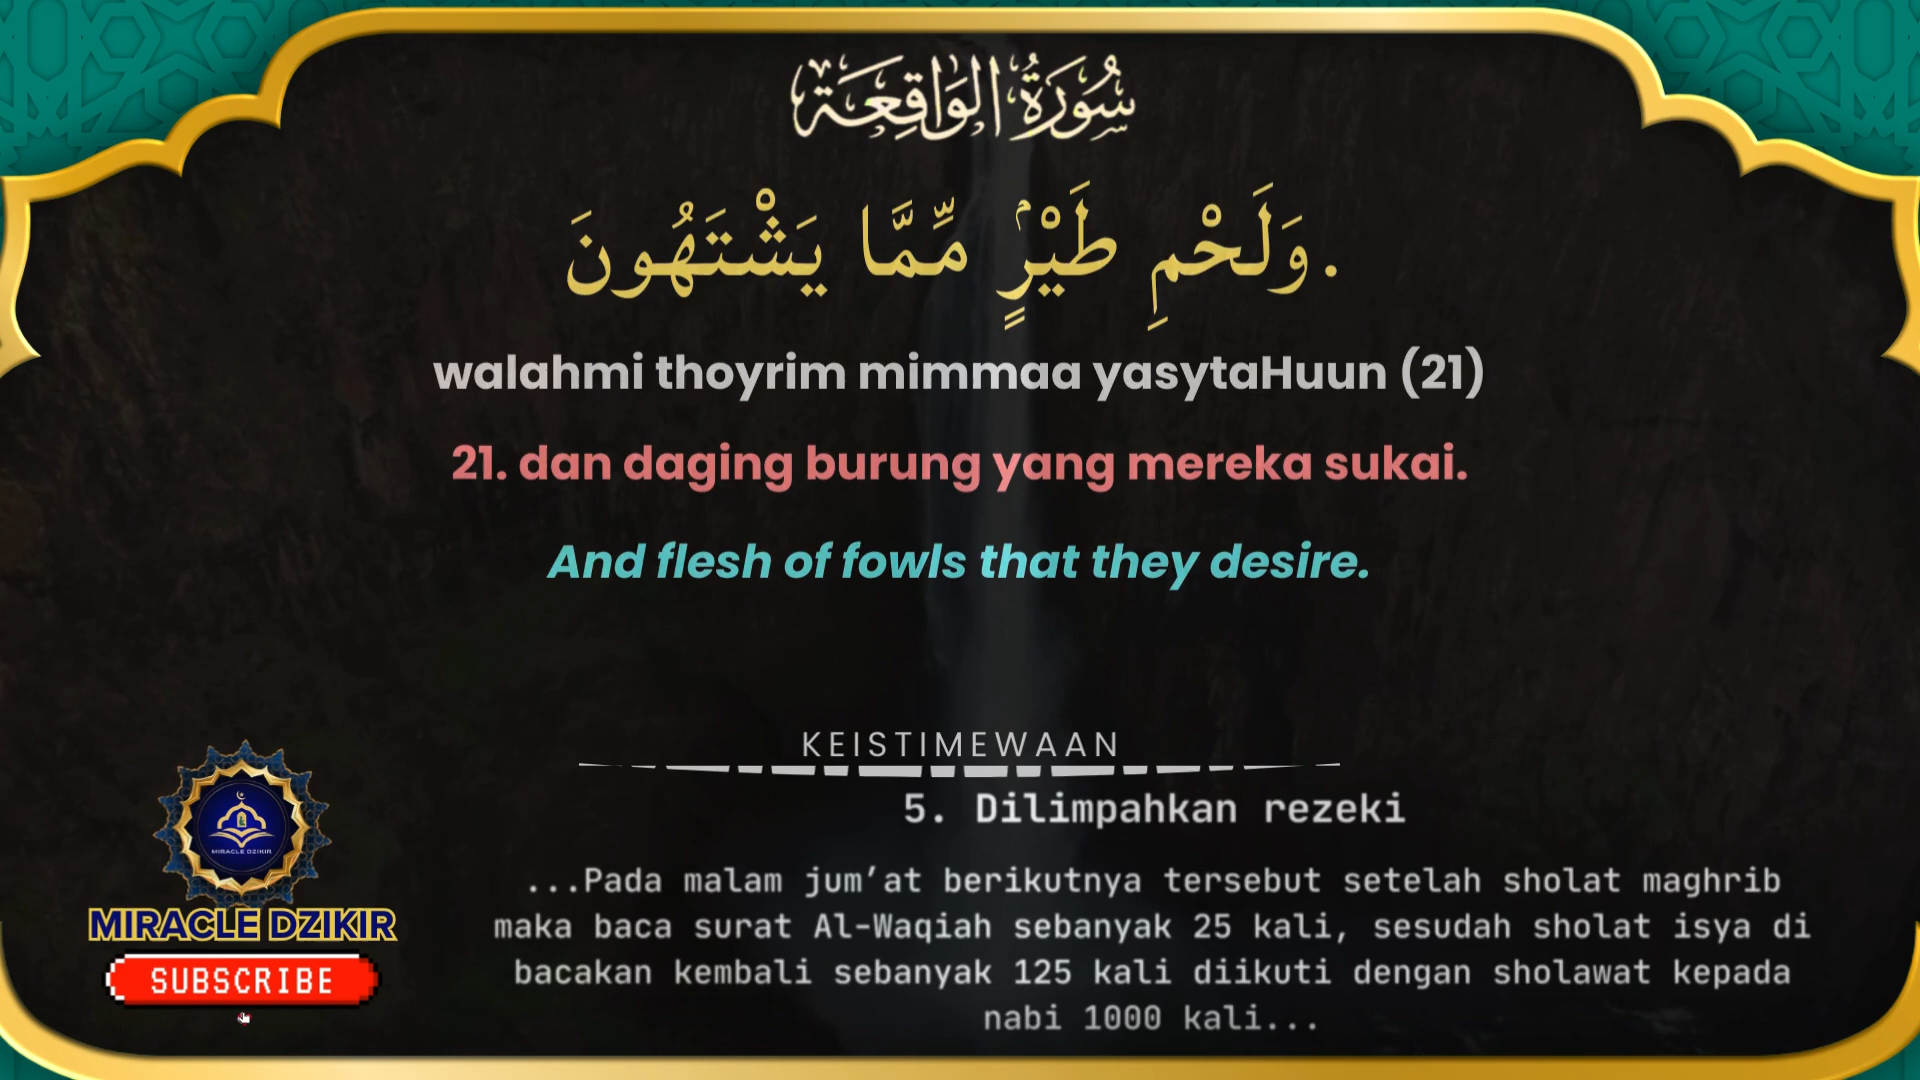 سُورَةُ الوَاقِعَة
وَلَحْمِ طَيْرٍۢ مِّمَّا يَشْتَهُونَ.
walahmi thoyrim mimmaa yasytaHuun (21)
21. dan daging burung yang mereka sukai.
And flesh of fowls that they desire.
KEISTIMEWAAN
5. Dilimpahkan rezeki
...Pada malam jum’at berikutnya tersebut setelah sholat maghrib
maka baca surat Al-Waqiah sebanyak 25 kali, sesudah sholat isya di
bacakan kembali sebanyak 125 kali diikuti dengan sholawat kepada
nabi 1000 kali...
MIRACLE DZIKIR
MIRACLE DZIKIR
SUBSCRIBE